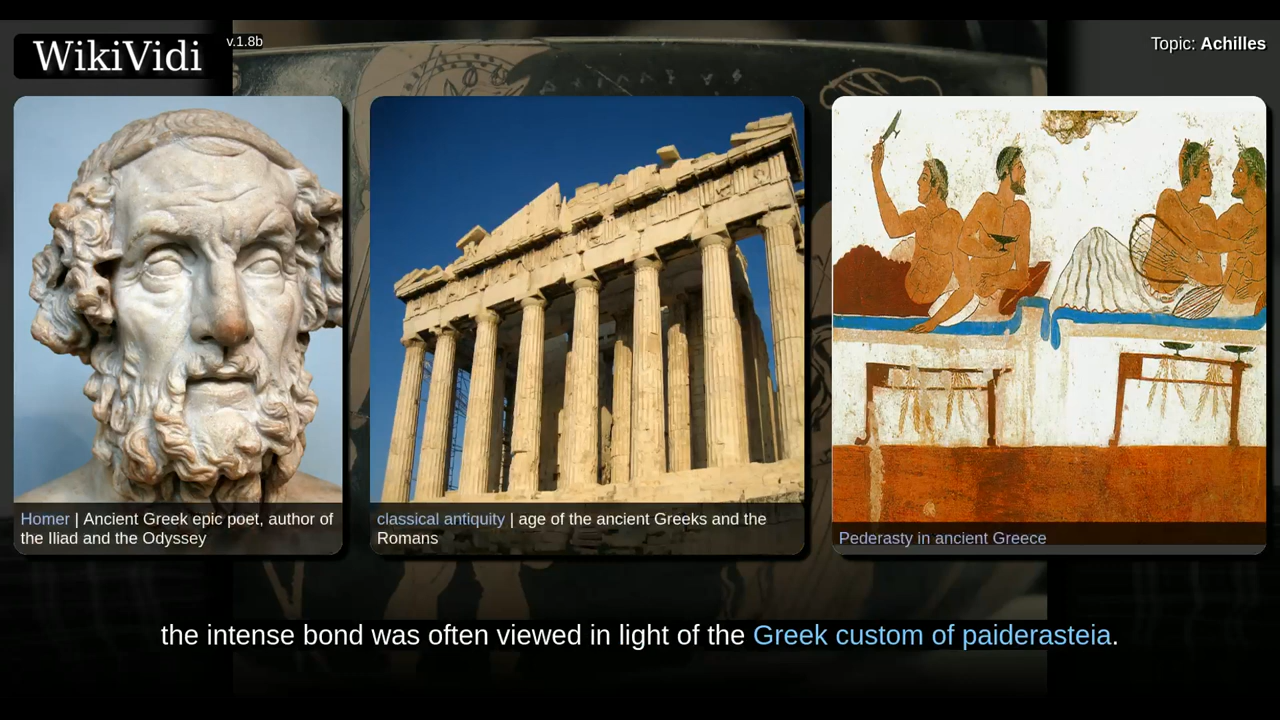 WikiVidi
v.1.8b
Topic: Achilles
Homer | Ancient Greek epic poet, author of
the Iliad and the Odyssey
classical antiquity | age of the ancient Greeks and the
Romans
Pederasty in ancient Greece
the intense bond was often viewed in light of the Greek custom of paiderasteia.